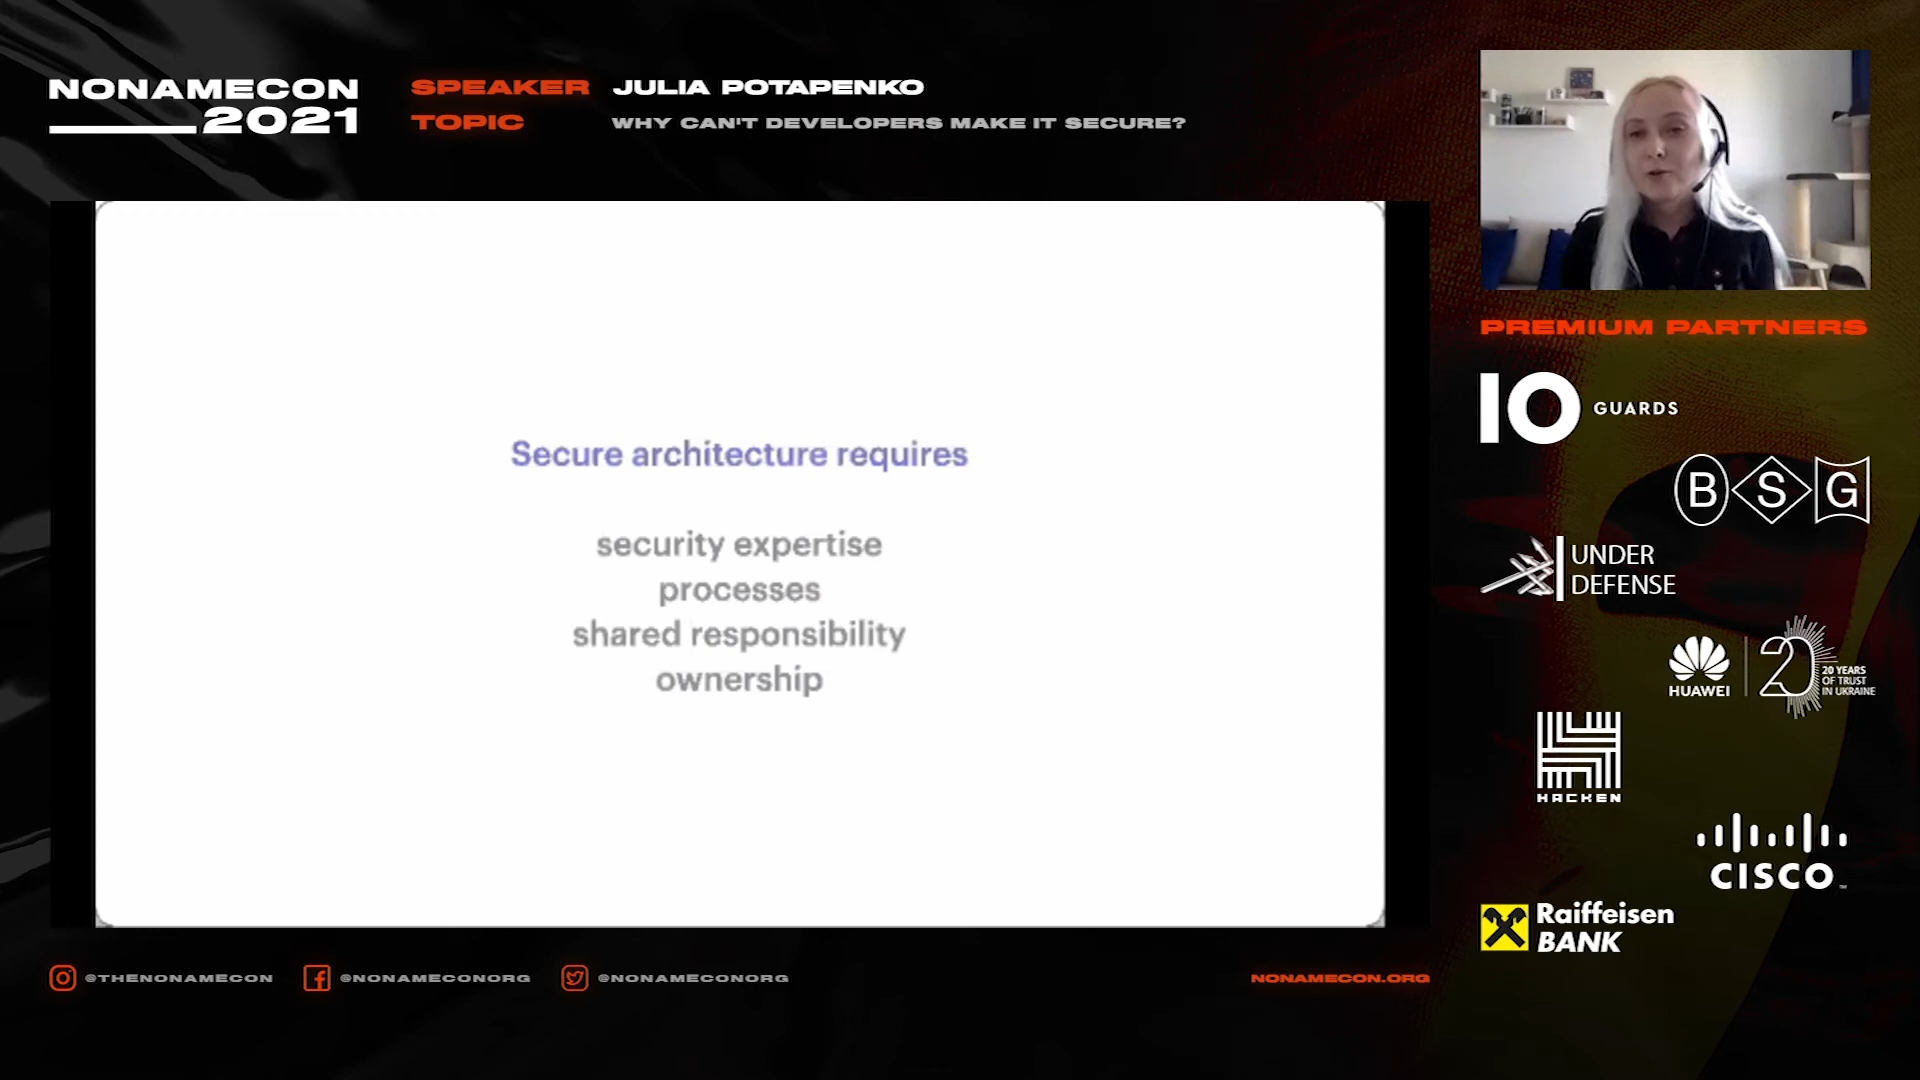 NONAMECON
2021
SPEAKER JULIA POTAPENKO
TOPIC WHY CAN'T DEVELOPERS MAKE IT SECURE?
Secure architecture requires
security expertise
processes
shared responsibility
ownership
PREMIUM PARTNERS
10 GUARDS
B S G
UNDER
DEFENSE
HUAWEI
20
20 YEARS
OF TRUST
IN UKRAINE
HACKEN
CISCO
Raiffeisen
BANK
@THENONAMECON @NONAMECONORG @NONAMECONORG NONAMECON.ORG